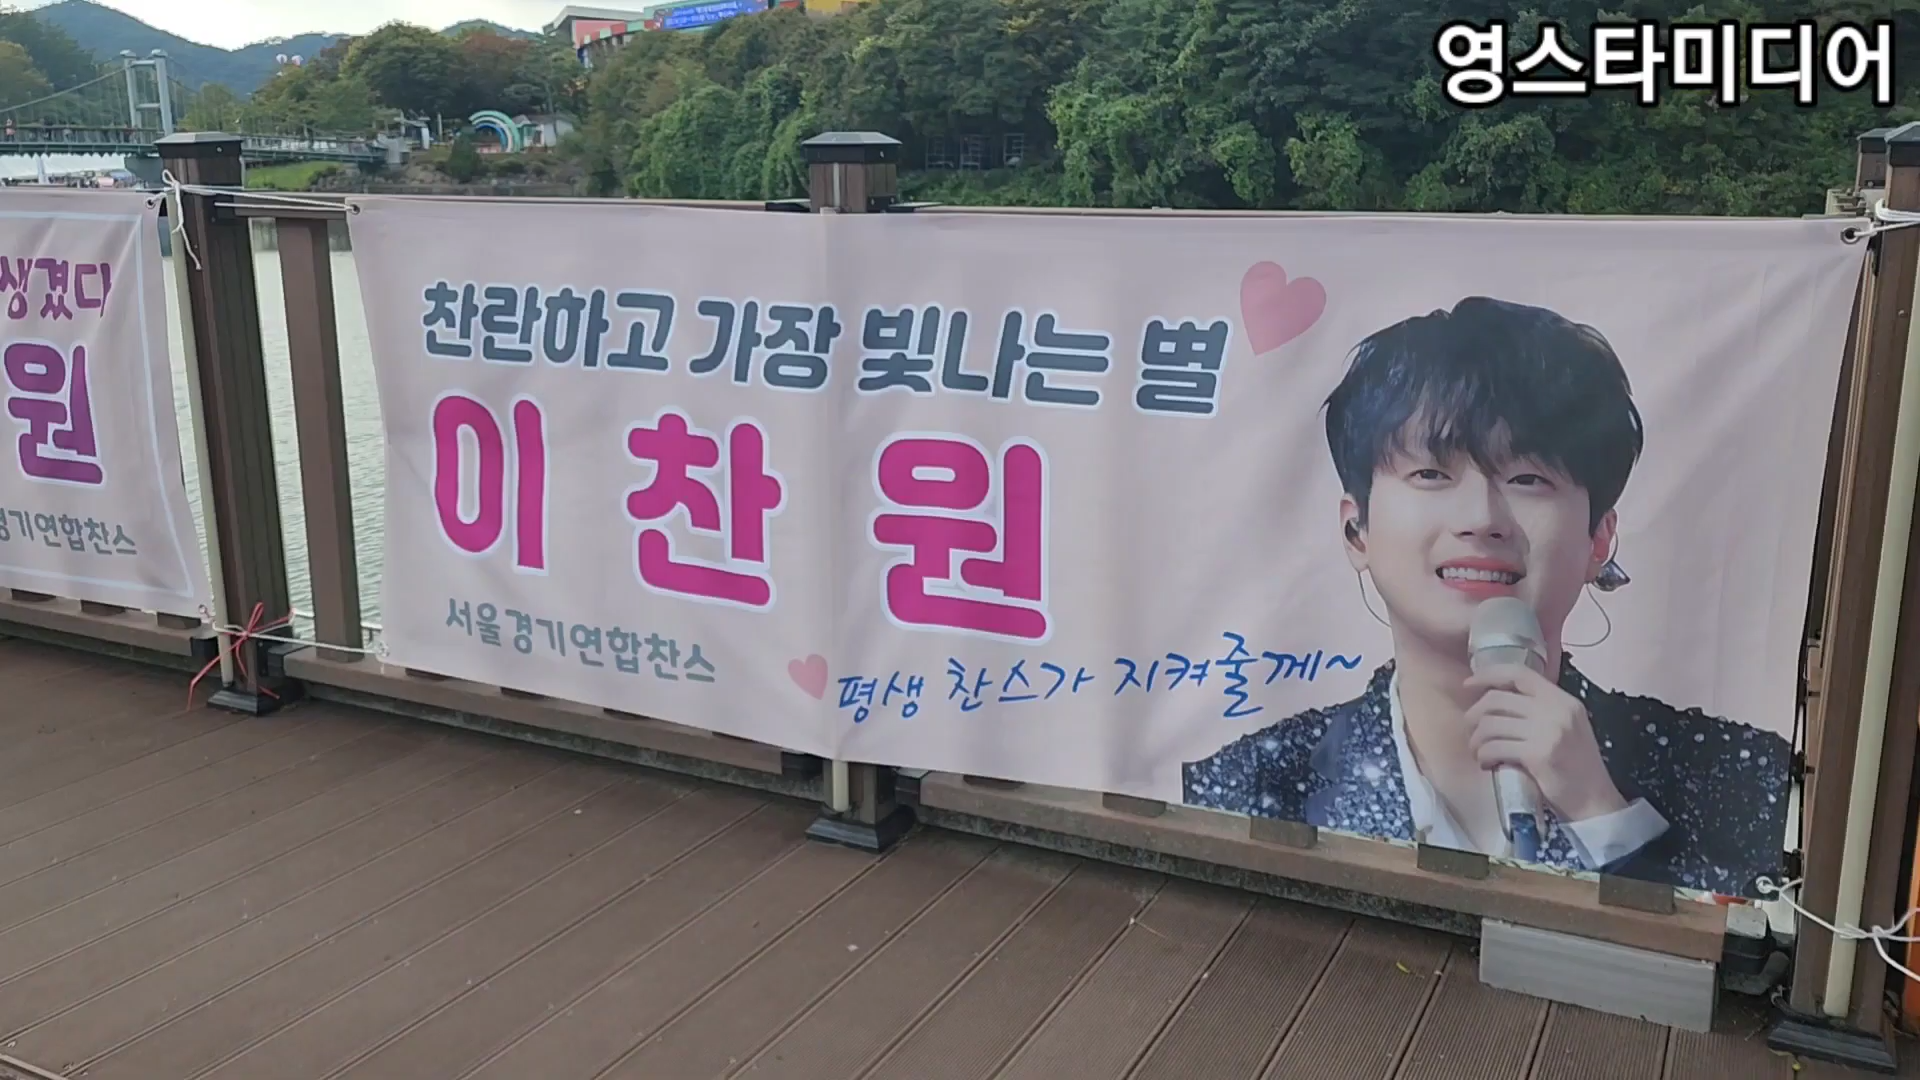 영스타미디어
생겼다
원
경기연합찬스
찬란하고 가장 빛나는 별
이찬원
서울경기연합찬스
평생 찬스가 지켜줄께~